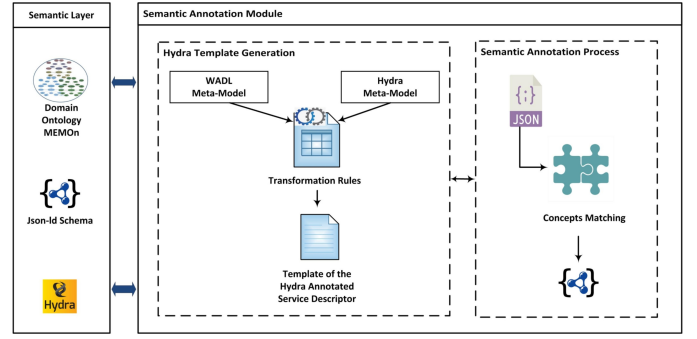 Semantic Layer
Domain
Ontology
MEMOn
Json-ld Schema
Hydra
Semantic Annotation Module
Hydra Template Generation
WADL
Meta-Model
Hydra
Meta-Model
Transformation Rules
Template of the
Hydra Annotated
Service Descriptor
Semantic Annotation Process
{;}
JSON
Concepts Matching